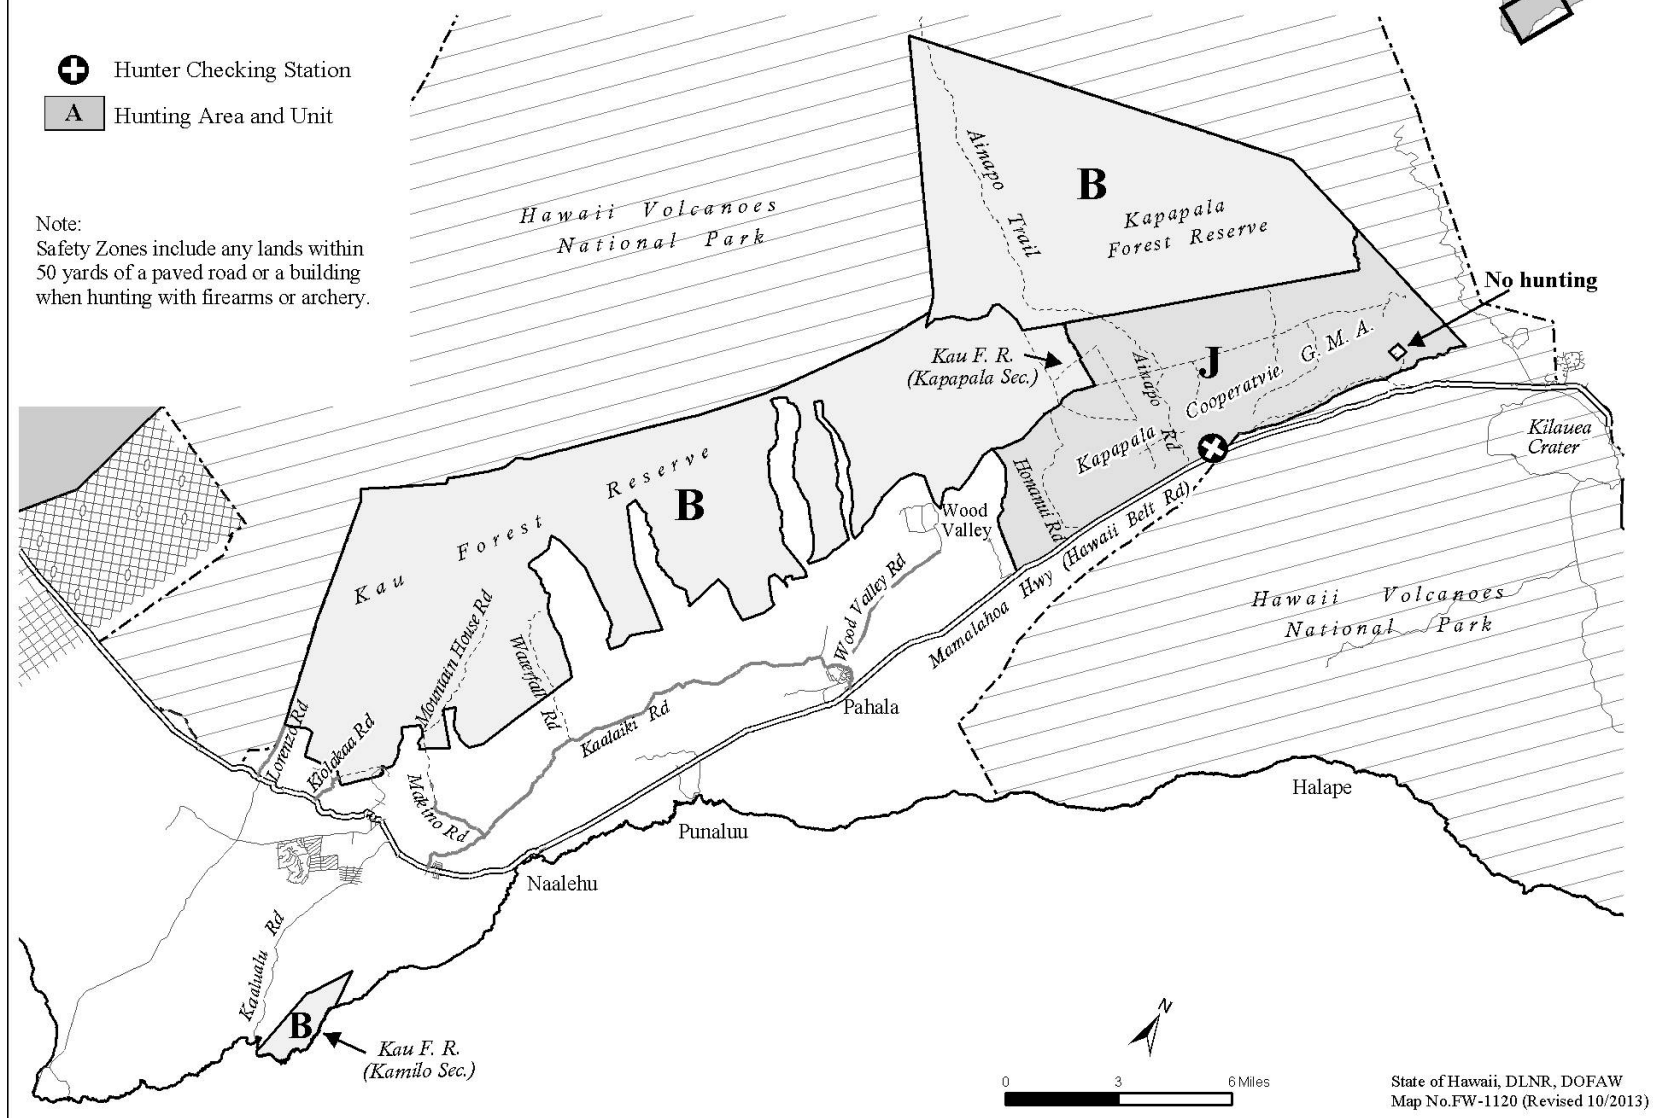 Hunter Checking Station
A
Hunting Area and Unit
Note:
Safety Zones include any lands within
50 yards of a paved road or a building
when hunting with firearms or archery.
Hawaii Volcanoes
National Park
Ainapo
Trail
B
Kapapala
Forest Reserve
No hunting
Kau F. R.
(Kapapala Sec.)
J
Ainapo
Rd
Kapapala Cooperatvie G. M. A.
Kilauea
Crater
Homanui Rd
Wood
Valley
Kau Forest Reserve
B
Mamalahoa Hwy (Hawaii Belt Rd)
Wood Valley Rd
Hawaii Volcanoes
National Park
Mountain House Rd
Waterfall Rd
Lorenzo Rd
Kiolakaa Rd
Kaalaiki Rd
Pahala
Makino Rd
Halape
Punaluu
Naalehu
Kaalualu Rd
B
Kau F. R.
(Kamilo Sec.)
N
0 3 6 Miles
State of Hawaii, DLNR, DOFAW
Map No.FW-1120 (Revised 10/2013)